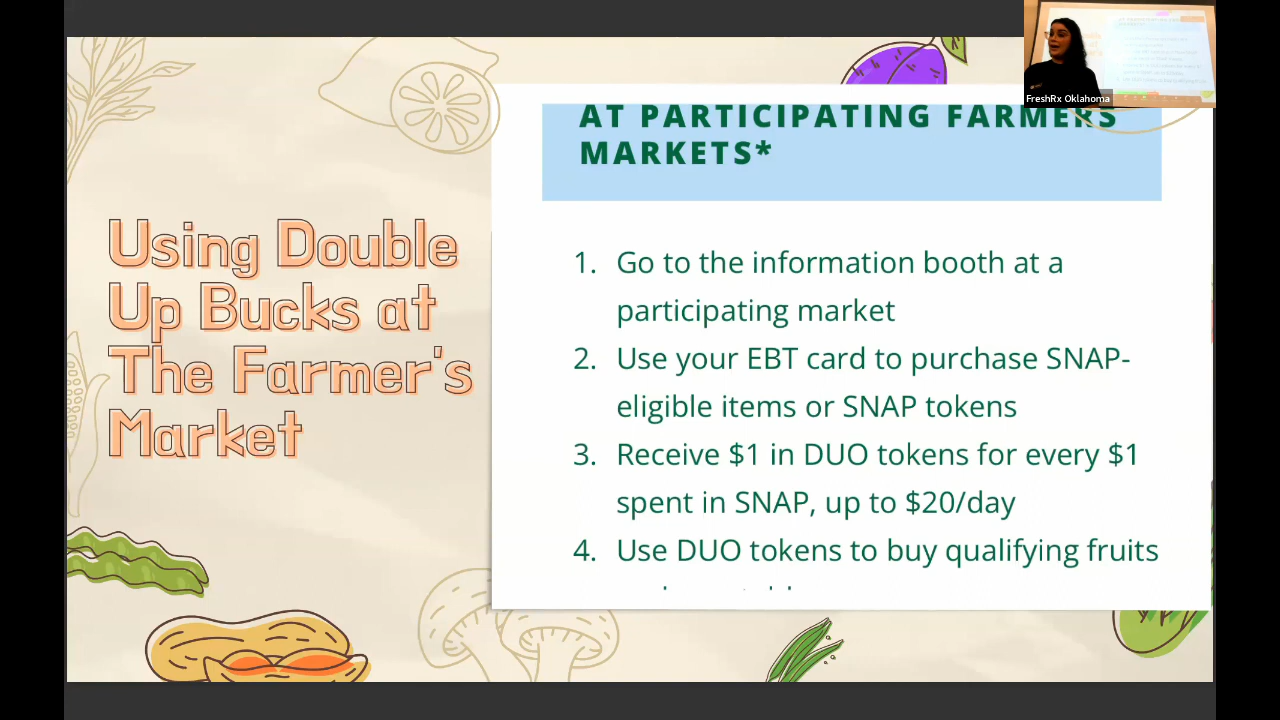 FreshRx Oklahoma
AT PARTICIPATING FARMERS
MARKETS*
Using Double
Up Bucks at
The Farmer's
Market
1. Go to the information booth at a
participating market
2. Use your EBT card to purchase SNAP-
eligible items or SNAP tokens
3. Receive $1 in DUO tokens for every $1
spent in SNAP, up to $20/day
4. Use DUO tokens to buy qualifying fruits